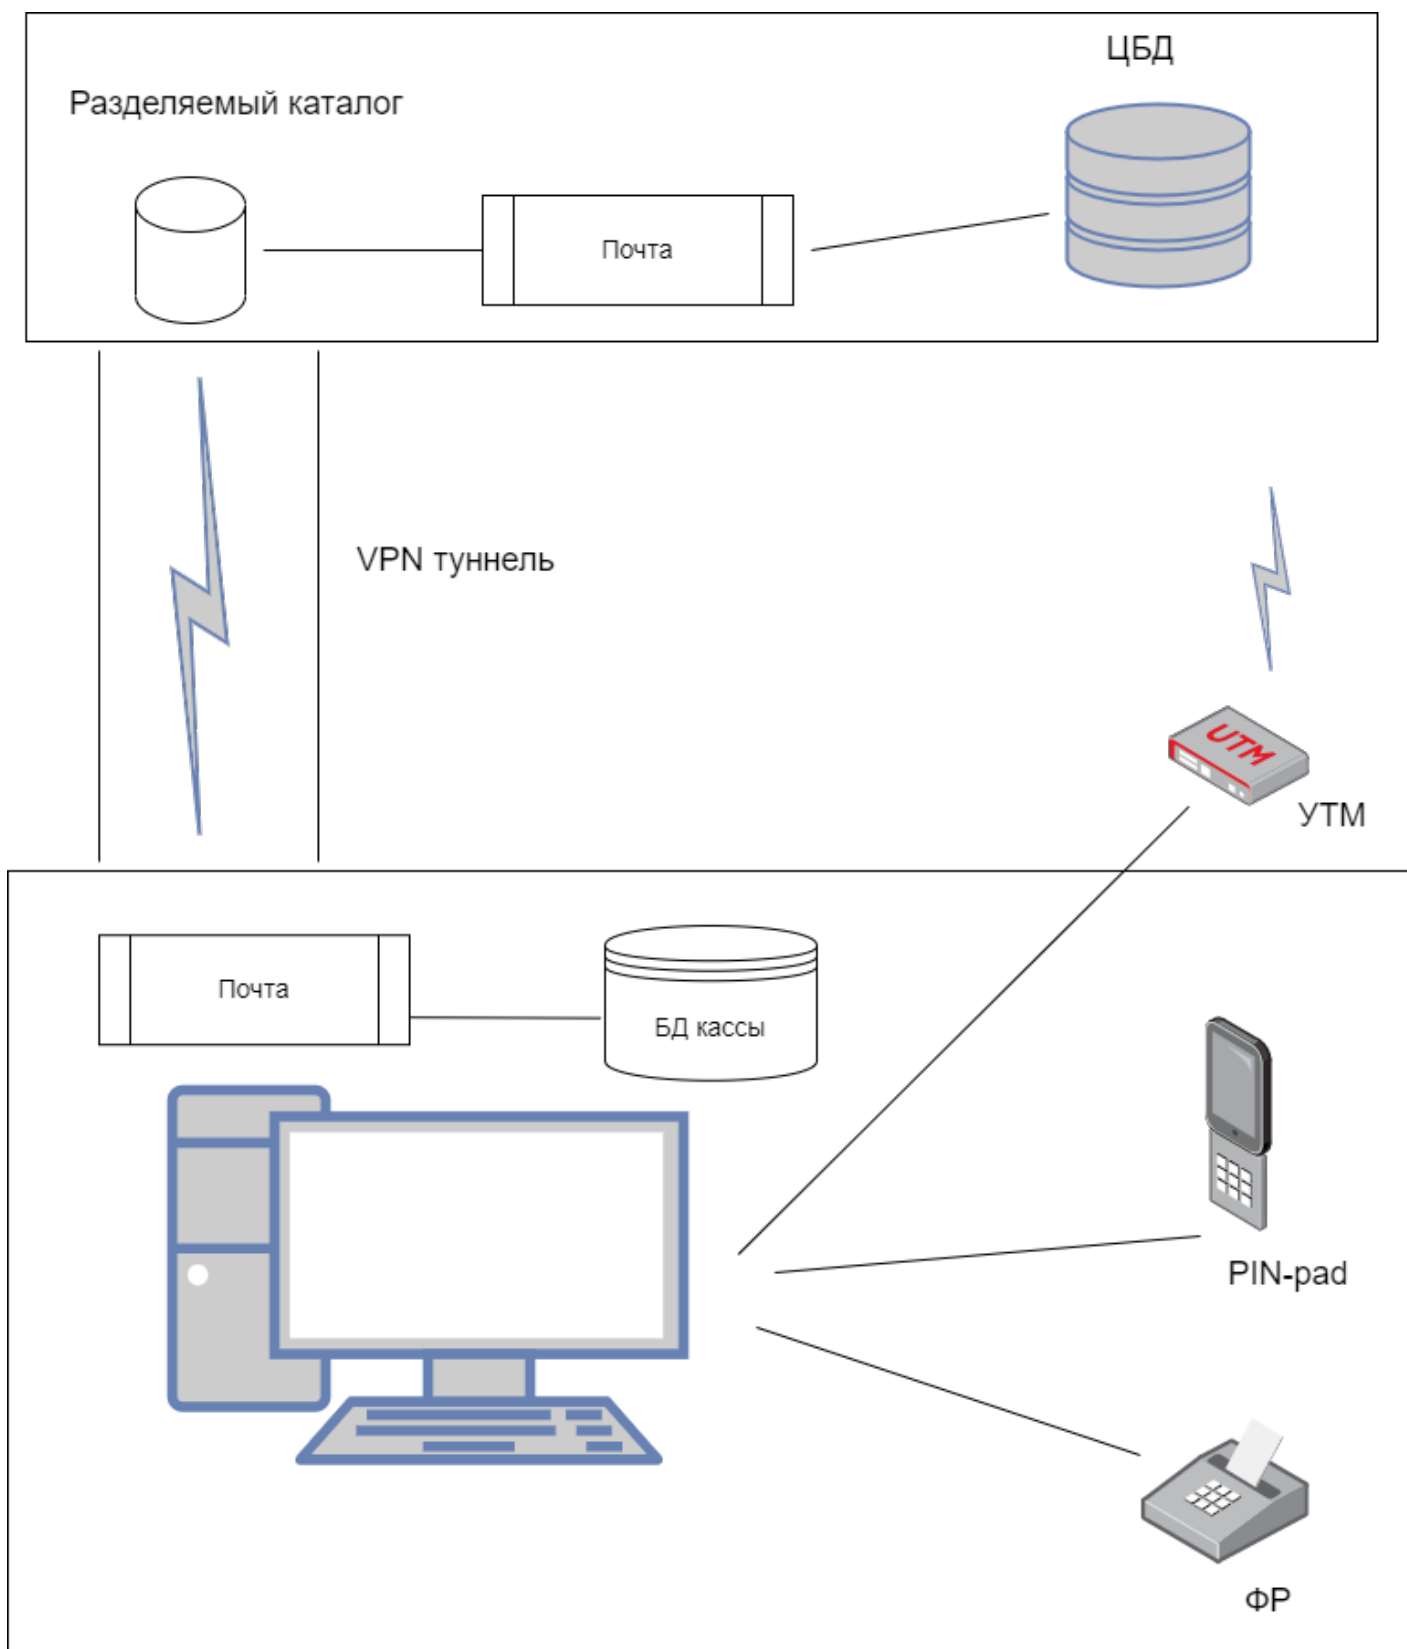 ЦБД
Разделяемый каталог
Почта
VPN туннель
UTM
УТМ
Почта
БД кассы
PIN-pad
ФР